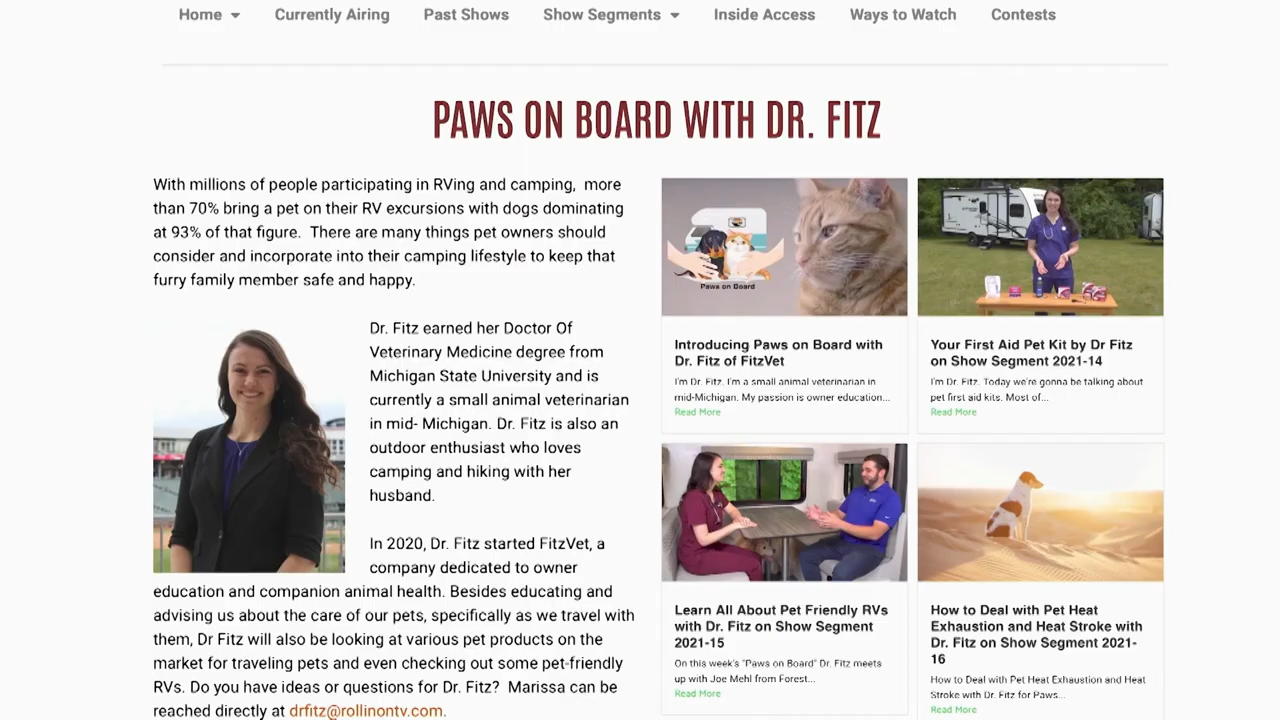 Home Currently Airing Past Shows Show Segments Inside Access Ways to Watch Contests
PAWS ON BOARD WITH DR. FITZ
With millions of people participating in RVing and camping, more
than 70% bring a pet on their RV excursions with dogs dominating
at 93% of that figure. There are many things pet owners should
consider and incorporate into their camping lifestyle to keep that
furry family member safe and happy.
Dr. Fitz earned her Doctor Of
Veterinary Medicine degree from
Michigan State University and is
currently a small animal veterinarian
in mid- Michigan. Dr. Fitz is also an
outdoor enthusiast who loves
camping and hiking with her
husband.
In 2020, Dr. Fitz started FitzVet, a
company dedicated to owner
education and companion animal health. Besides educating and
advising us about the care of our pets, specifically as we travel with
them, Dr Fitz will also be looking at various pet products on the
market for traveling pets and even checking out some pet-friendly
RVs. Do you have ideas or questions for Dr. Fitz? Marissa can be
reached directly at drfitz@rollinontv.com.
Paws on Board
Introducing Paws on Board with
Dr. Fitz of FitzVet
I'm Dr. Fitz. I'm a small animal veterinarian in
mid-Michigan. My passion is owner education...
Read More
Your First Aid Pet Kit by Dr Fitz
on Show Segment 2021-14
I'm Dr. Fitz. Today we're gonna be talking about
pet first aid kits. Most of...
Read More
Learn All About Pet Friendly RVs
with Dr. Fitz on Show Segment
2021-15
On this week's "Paws on Board" Dr. Fitz meets
up with Joe Mehl from Forest...
Read More
How to Deal with Pet Heat
Exhaustion and Heat Stroke with
Dr. Fitz on Show Segment 2021-
16
How to Deal with Pet Heat Exhaustion and Heat
Stroke with Dr. Fitz for Paws...
Read More